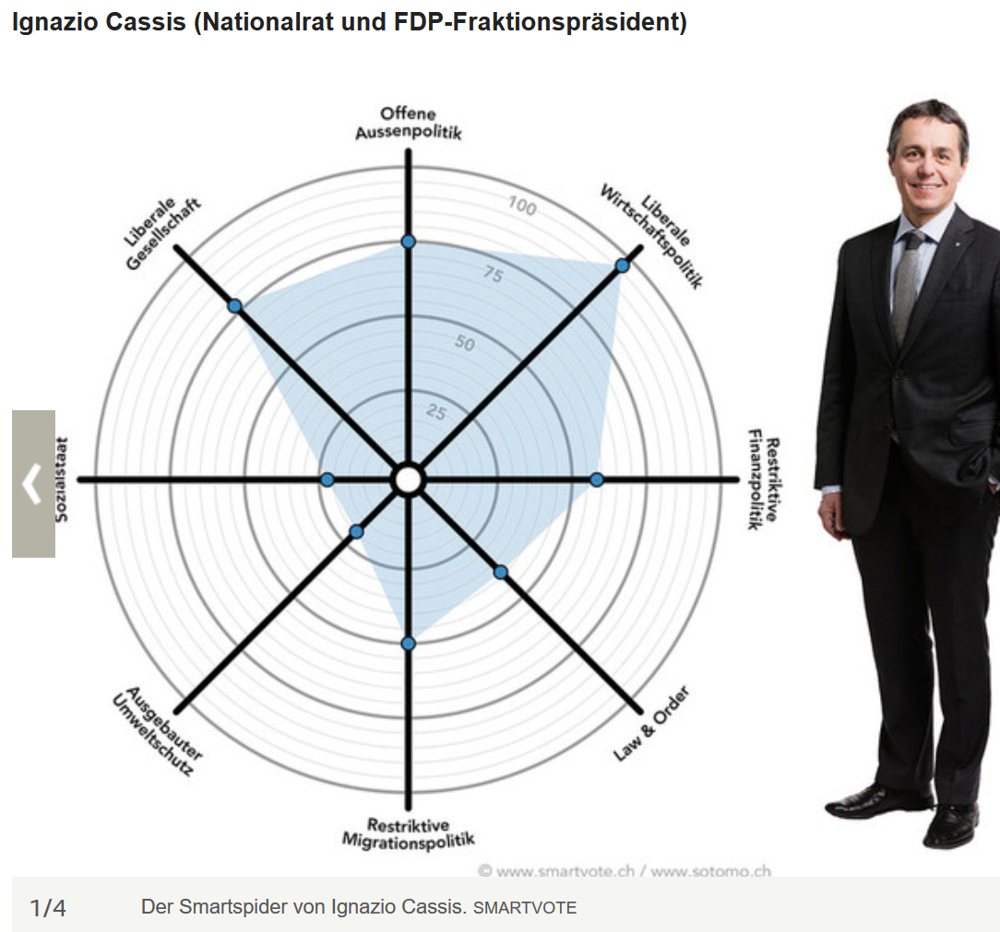 Ignazio Cassis (Nationalrat und FDP-Fraktionspräsident)
Offene
Aussenpolitik
Liberale
Wirtschaftspolitik
Liberale
Gesellschaft
100
75
50
25
Restriktive
Finanzpolitik
Sozialstaat
Law & Order
Ausgebauter
Umweltschutz
Restriktive
Migrationspolitik
© www.smartvote.ch / www.sotomo.ch
1/4
Der Smartspider von Ignazio Cassis. SMARTVOTE